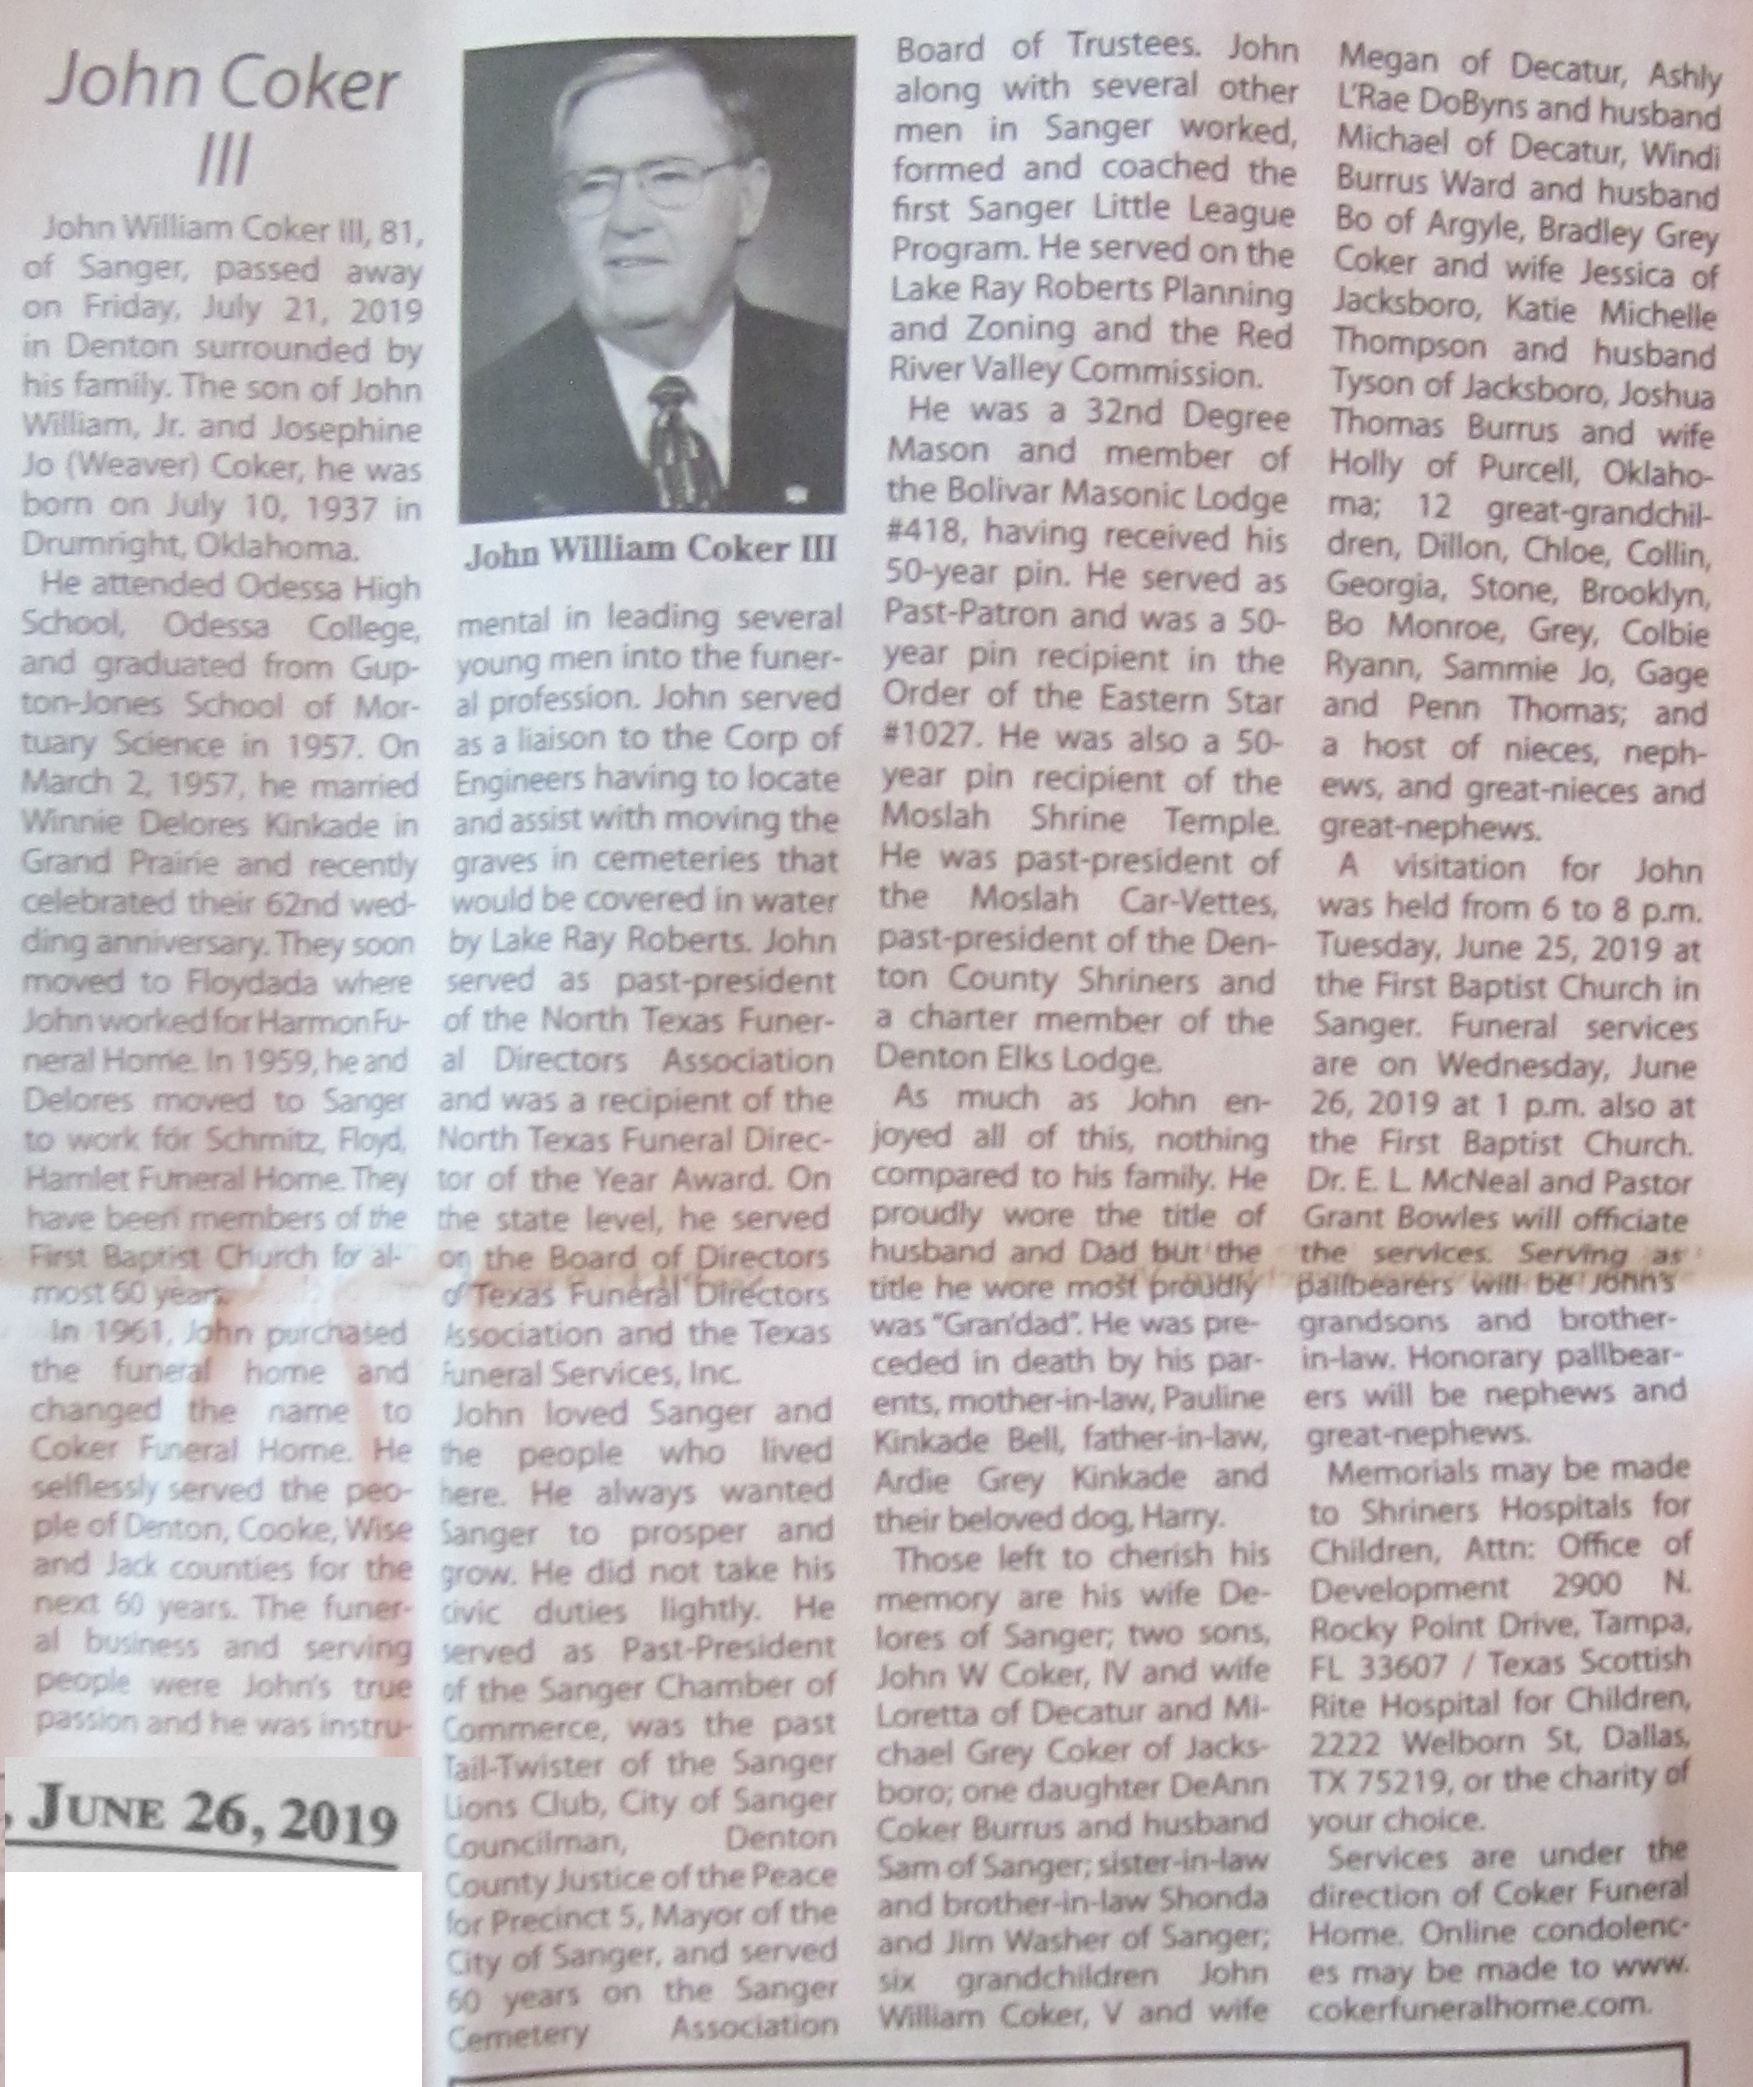 John Coker
III
John William Coker III, 81,
of Sanger, passed away
on Friday, July 21, 2019
in Denton surrounded by
his family. The son of John
William, Jr. and Josephine
Jo (Weaver) Coker, he was
born on July 10, 1937 in
Drumright, Oklahoma.
He attended Odessa High
School, Odessa College,
and graduated from Gup-
ton-Jones School of Mor-
tuary Science in 1957. On
March 2, 1957, he married
Winnie Delores Kinkade in
Grand Prairie and recently
celebrated their 62nd wed-
ding anniversary. They soon
moved to Floydada where
John worked for Harmon Fu-
neral Home. In 1959, he and
Delores moved to Sanger
to work for Schmitz, Floyd,
Hamlet Funeral Home. They
have been members of the
First Baptist Church for al-
most 60 years.
In 1961, John purchased
the funeral home and
changed the name to
Coker Funeral Home. He
selflessly served the peo-
ple of Denton, Cooke, Wise
and Jack counties for the
next 60 years. The funer-
al business and serving
people were John's true
passion and he was instru-
, JUNE 26, 2019
John William Coker III
mental in leading several
young men into the funer-
al profession. John served
as a liaison to the Corp of
Engineers having to locate
and assist with moving the
graves in cemeteries that
would be covered in water
by Lake Ray Roberts. John
served as past-president
of the North Texas Funer-
al Directors Association
and was a recipient of the
North Texas Funeral Direc-
tor of the Year Award. On
the state level, he served
on the Board of Directors
of Texas Funeral Directors
Association and the Texas
Funeral Services, Inc.
John loved Sanger and
the people who lived
here. He always wanted
Sanger to prosper and
grow. He did not take his
civic duties lightly. He
served as Past-President
of the Sanger Chamber of
Commerce, was the past
Tail-Twister of the Sanger
Lions Club, City of Sanger
Councilman, Denton
County Justice of the Peace
for Precinct 5, Mayor of the
City of Sanger, and served
60 years on the Sanger
Cemetery Association
Board of Trustees. John
along with several other
men in Sanger worked,
formed and coached the
first Sanger Little League
Program. He served on the
Lake Ray Roberts Planning
and Zoning and the Red
River Valley Commission.
He was a 32nd Degree
Mason and member of
the Bolivar Masonic Lodge
#418, having received his
50-year pin. He served as
Past-Patron and was a 50-
year pin recipient in the
Order of the Eastern Star
#1027. He was also a 50-
year pin recipient of the
Moslah Shrine Temple.
He was past-president of
the Moslah Car-Vettes,
past-president of the Den-
ton County Shriners and
a charter member of the
Denton Elks Lodge.
As much as John en-
joyed all of this, nothing
compared to his family. He
proudly wore the title of
husband and Dad but the
title he wore most proudly
was "Gran'dad". He was pre-
ceded in death by his par-
ents, mother-in-law, Pauline
Kinkade Bell, father-in-law,
Ardie Grey Kinkade and
their beloved dog, Harry.
Those left to cherish his
memory are his wife De-
lores of Sanger; two sons,
John W Coker, IV and wife
Loretta of Decatur and Mi-
chael Grey Coker of Jacks-
boro; one daughter DeAnn
Coker Burrus and husband
Sam of Sanger; sister-in-law
and brother-in-law Shonda
and Jim Washer of Sanger;
six grandchildren John
William Coker, V and wife
Megan of Decatur, Ashly
L'Rae DoByns and husband
Michael of Decatur, Windi
Burrus Ward and husband
Bo of Argyle, Bradley Grey
Coker and wife Jessica of
Jacksboro, Katie Michelle
Thompson and husband
Tyson of Jacksboro, Joshua
Thomas Burrus and wife
Holly of Purcell, Oklaho-
ma; 12 great-grandchil-
dren, Dillon, Chloe, Collin,
Georgia, Stone, Brooklyn,
Bo Monroe, Grey, Colbie
Ryann, Sammie Jo, Gage
and Penn Thomas; and
a host of nieces, neph-
ews, and great-nieces and
great-nephews.
A visitation for John
was held from 6 to 8 p.m.
Tuesday, June 25, 2019 at
the First Baptist Church in
Sanger. Funeral services
are on Wednesday, June
26, 2019 at 1 p.m. also at
the First Baptist Church.
Dr. E. L. McNeal and Pastor
Grant Bowles will officiate
the services. Serving as
pallbearers will be John's
grandsons and brother-
in-law. Honorary pallbear-
ers will be nephews and
great-nephews.
Memorials may be made
to Shriners Hospitals for
Children, Attn: Office of
Development 2900 N.
Rocky Point Drive, Tampa,
FL 33607 / Texas Scottish
Rite Hospital for Children,
2222 Welborn St, Dallas,
TX 75219, or the charity of
your choice.
Services are under the
direction of Coker Funeral
Home. Online condolenc-
es may be made to www.
cokerfuneralhome.com.